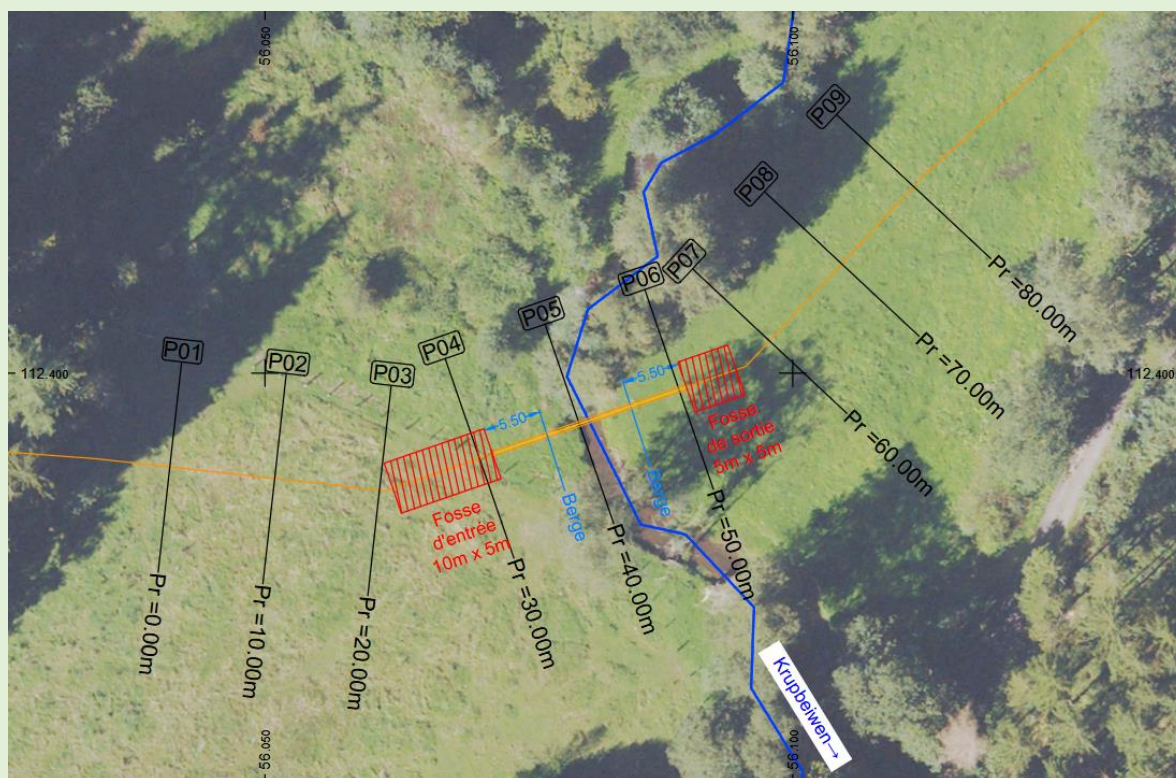 56.050
56.100
P09
P08
P07
P06
P05
P04
P03
P02
P01
112.400
112.400
Pr =80.00m
Pr =70.00m
Pr =60.00m
Pr =50.00m
Pr =40.00m
Pr =30.00m
Pr =20.00m
Pr =10.00m
Pr =0.00m
5.50
5.50
Berge
Berge
Fosse
d'entrée
10m x 5m
Fosse
de sortie
5m x 5m
Krupbeiwen→
56.050
56.100